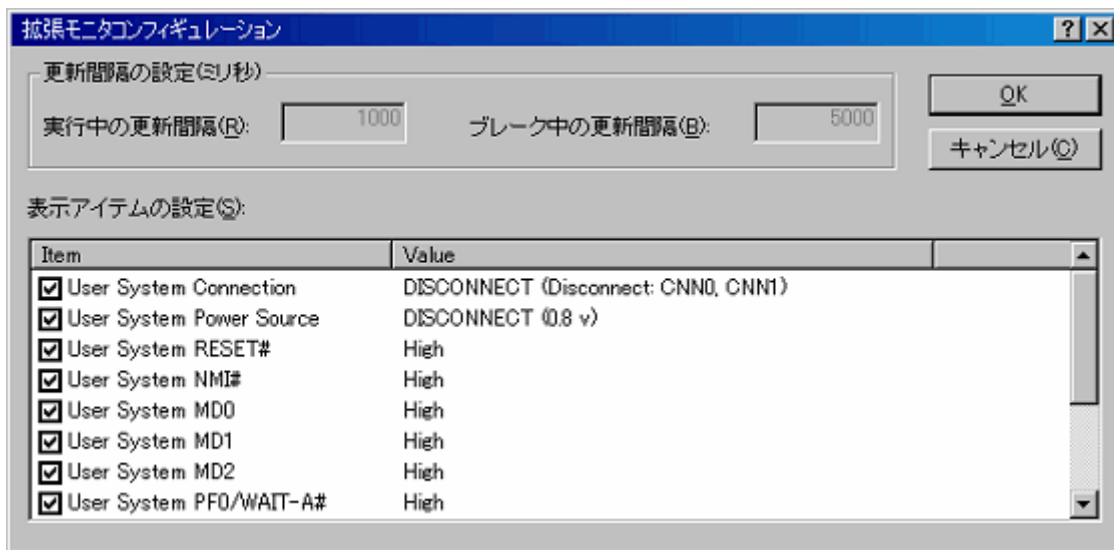 拡張モニタコンフィギュレーション
更新間隔の設定(ミリ秒)
実行中の更新間隔(R): 1000 ブレーク中の更新間隔(B): 5000
OK
キャンセル(C)
表示アイテムの設定(S):
Item Value
User System Connection DISCONNECT (Disconnect: CNN0, CNN1)
User System Power Source DISCONNECT (0.8 v)
User System RESET# High
User System NMI# High
User System MD0 High
User System MD1 High
User System MD2 High
User System PF0/WAIT-A# High